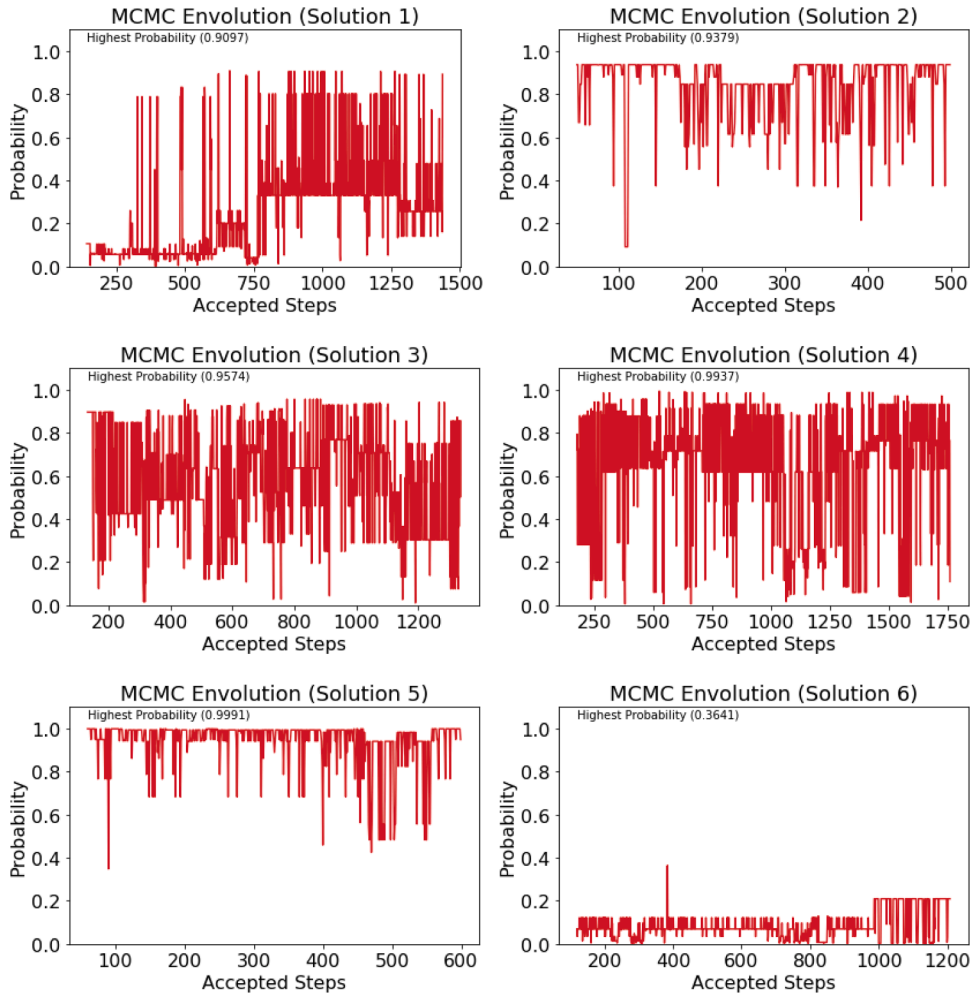 MCMC Envolution (Solution 1)
Highest Probability (0.9097)
1.0
0.8
0.6
0.4
0.2
0.0
Probability
250 500 750 1000 1250 1500
Accepted Steps
MCMC Envolution (Solution 2)
Highest Probability (0.9379)
1.0
0.8
0.6
0.4
0.2
0.0
Probability
100 200 300 400 500
Accepted Steps
MCMC Envolution (Solution 3)
Highest Probability (0.9574)
1.0
0.8
0.6
0.4
0.2
0.0
Probability
200 400 600 800 1000 1200
Accepted Steps
MCMC Envolution (Solution 4)
Highest Probability (0.9937)
1.0
0.8
0.6
0.4
0.2
0.0
Probability
250 500 750 1000 1250 1500 1750
Accepted Steps
MCMC Envolution (Solution 5)
Highest Probability (0.9991)
1.0
0.8
0.6
0.4
0.2
0.0
Probability
100 200 300 400 500 600
Accepted Steps
MCMC Envolution (Solution 6)
Highest Probability (0.3641)
1.0
0.8
0.6
0.4
0.2
0.0
Probability
200 400 600 800 1000 1200
Accepted Steps